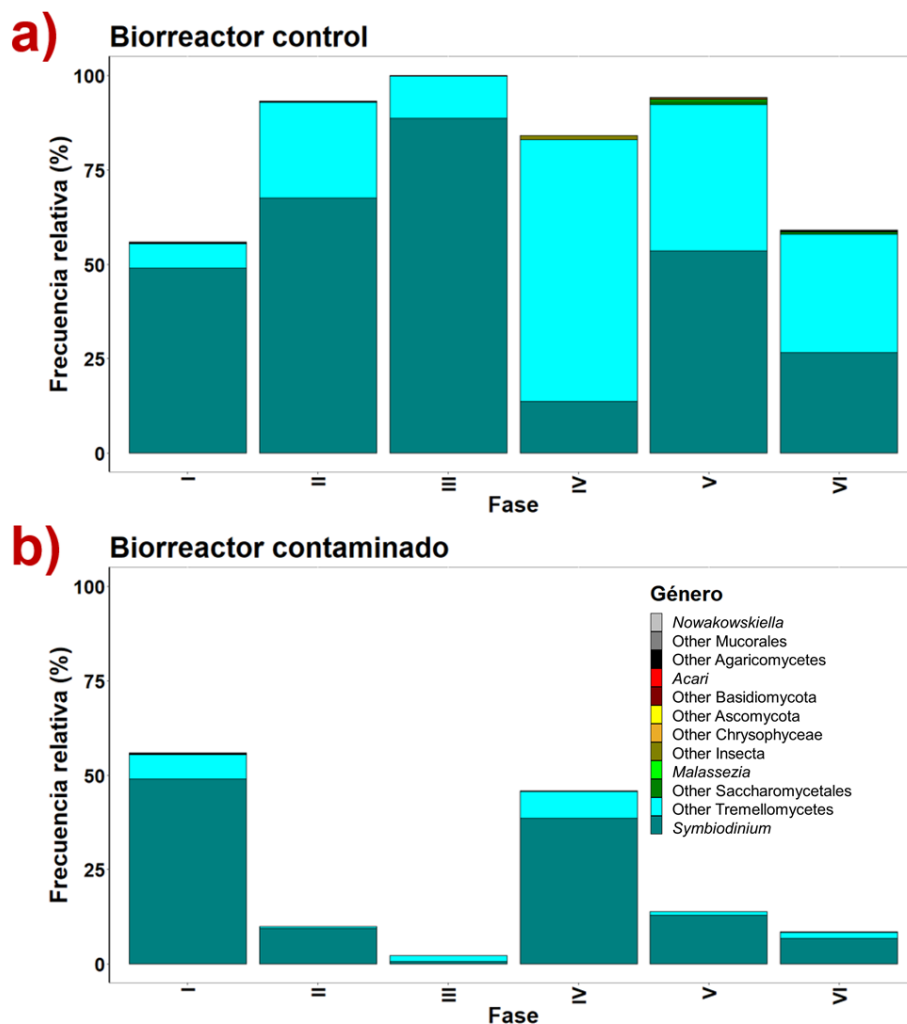 a)
Biorreactor control
Frecuencia relativa (%)
100
75
50
25
0
I
II
III
IV
V
VI
Fase
b)
Biorreactor contaminado
Frecuencia relativa (%)
100
75
50
25
0
Género
Nowakowskiella
Other Mucorales
Other Agaricomycetes
Acari
Other Basidiomycota
Other Ascomycota
Other Chrysophyceae
Other Insecta
Malassezia
Other Saccharomycetales
Other Tremellomycetes
Symbiodinium
I
II
III
IV
V
VI
Fase